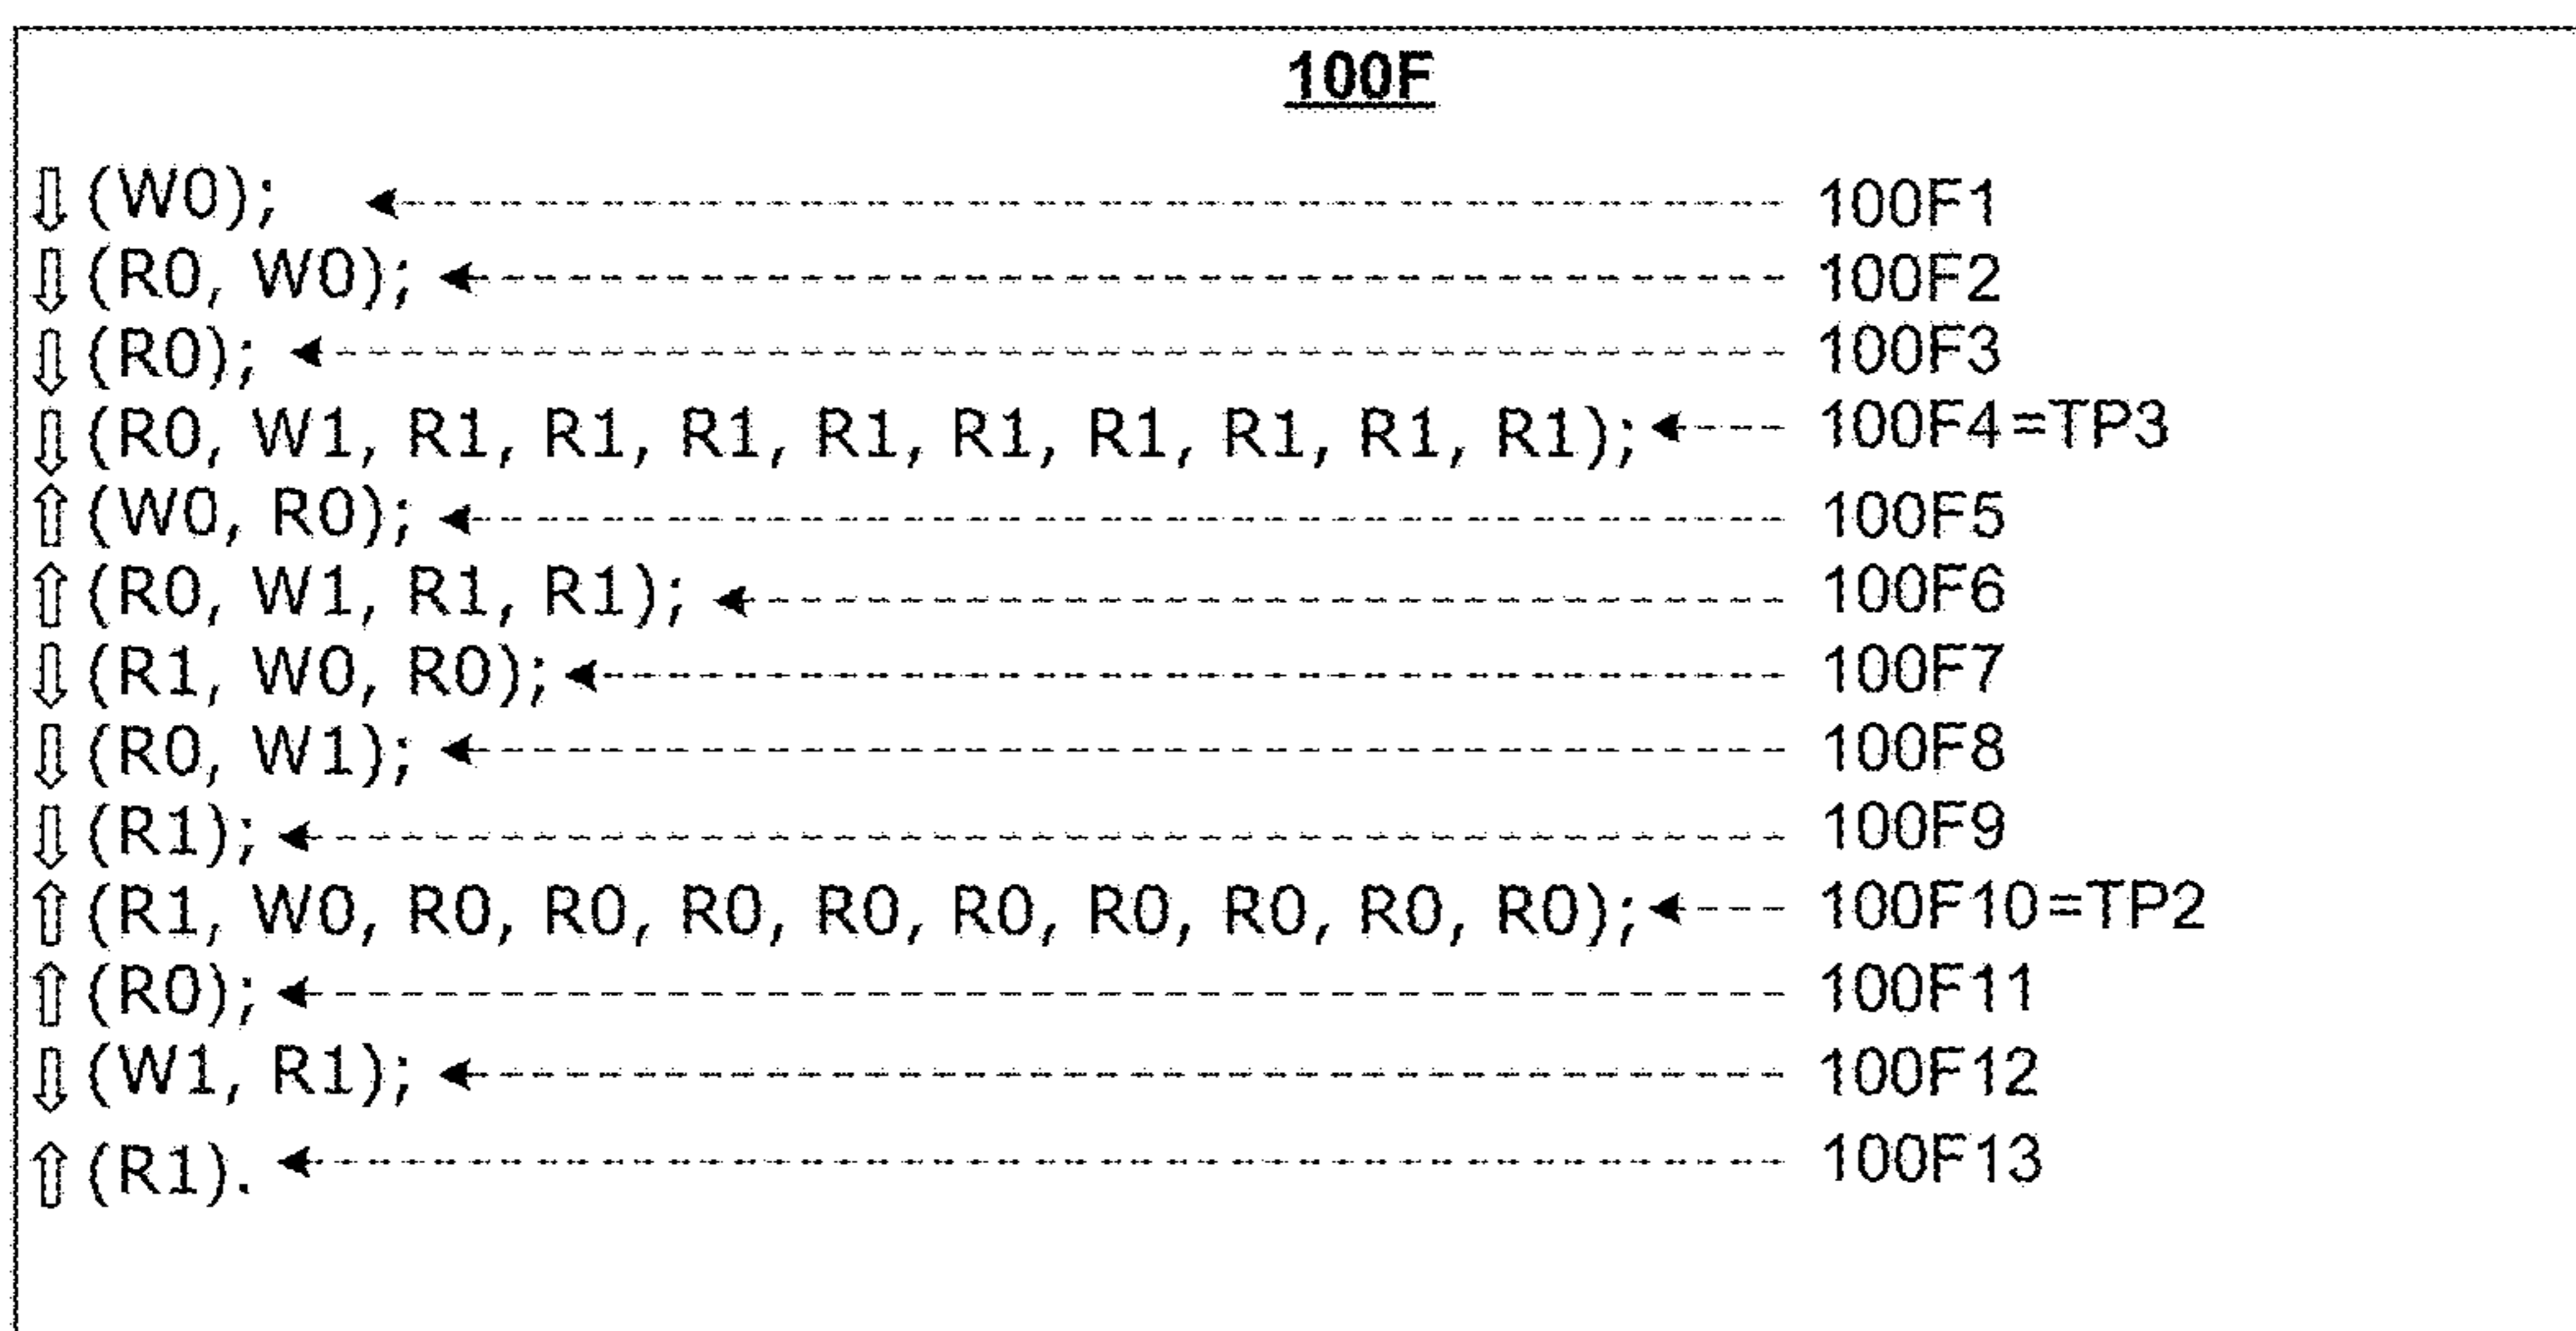 100F
⇩(W0); 100F1
⇩(R0, W0); 100F2
⇩(R0); 100F3
⇩(R0, W1, R1, R1, R1, R1, R1, R1, R1, R1, R1); 100F4=TP3
⇧(W0, R0); 100F5
⇧(R0, W1, R1, R1); 100F6
⇩(R1, W0, R0); 100F7
⇩(R0, W1); 100F8
⇩(R1); 100F9
⇧(R1, W0, R0, R0, R0, R0, R0, R0, R0, R0, R0); 100F10=TP2
⇧(R0); 100F11
⇩(W1, R1); 100F12
⇧(R1). 100F13